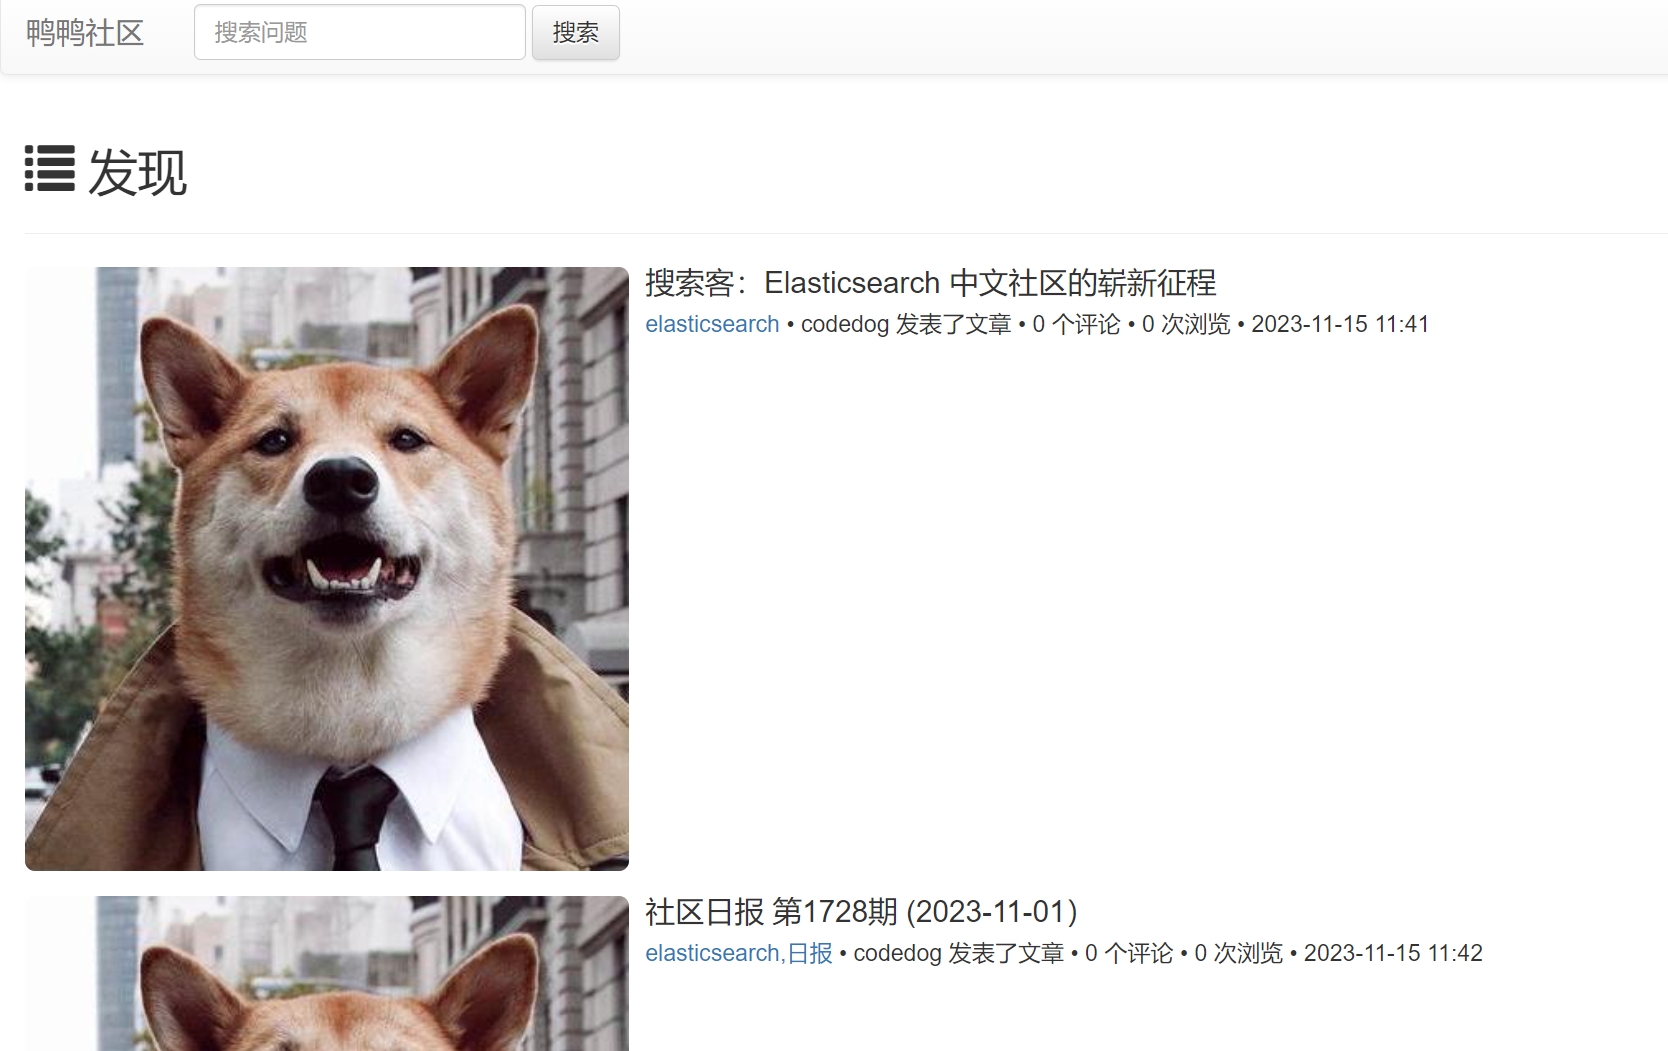 鸭鸭社区 搜索问题 搜索
发现
搜索客：Elasticsearch 中文社区的崭新征程
elasticsearch • codedog 发表了文章 • 0 个评论 • 0 次浏览 • 2023-11-15 11:41
社区日报 第1728期 (2023-11-01)
elasticsearch,日报 • codedog 发表了文章 • 0 个评论 • 0 次浏览 • 2023-11-15 11:42